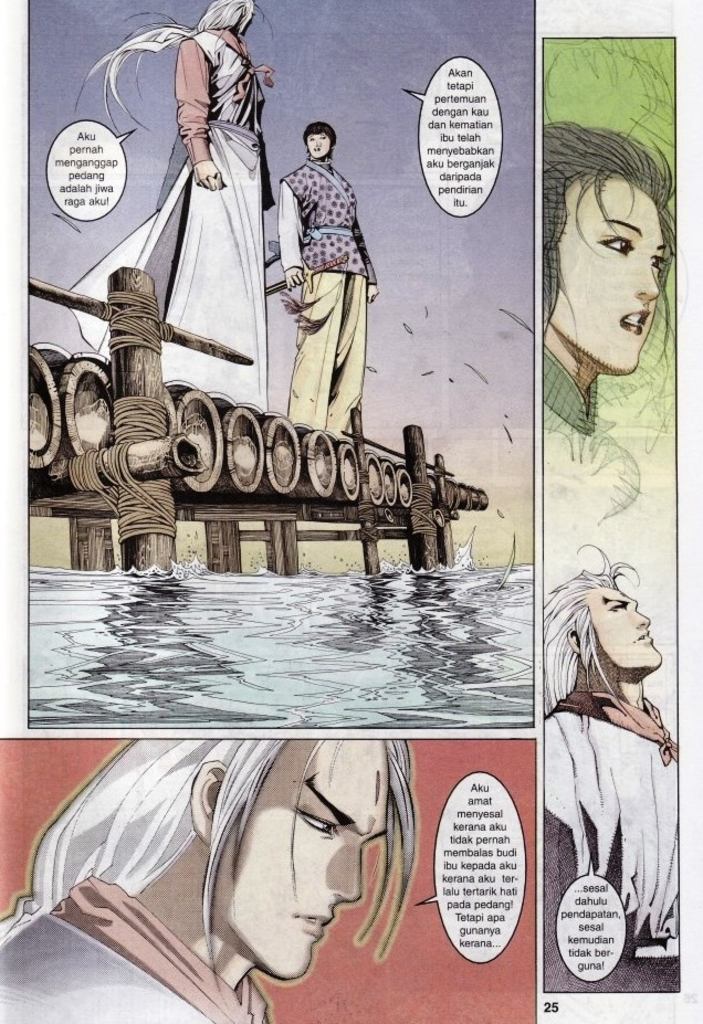 Aku
pernah
menganggap
pedang
adalah jiwa
raga aku!
Akan
tetapi
pertemuan
dengan kau
dan kematian
ibu telah
menyebabkan
aku berganjak
daripada
pendirian
itu.
Aku
amat
menyesal
kerana aku
tidak pernah
membalas budi
ibu kepada aku
kerana aku ter-
lalu tertarik hati
pada pedang!
Tetapi apa
gunanya
kerana...
...sesal
dahulu
pendapatan,
sesal
kemudian
tidak ber-
guna!
25